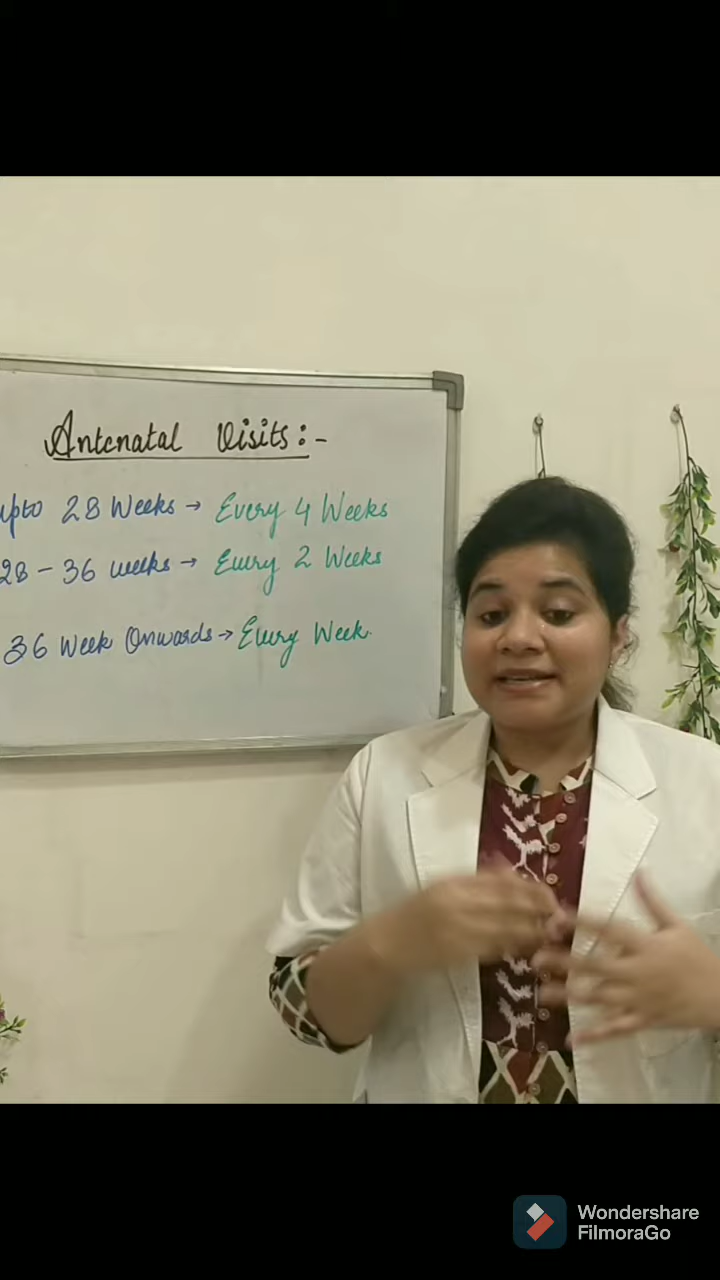 Antenatal Visits:-
upto 28 Weeks → Every 4 Weeks
28 - 36 weeks → Every 2 Weeks
36 Week Onwards → Every Week.
Wondershare
FilmoraGo